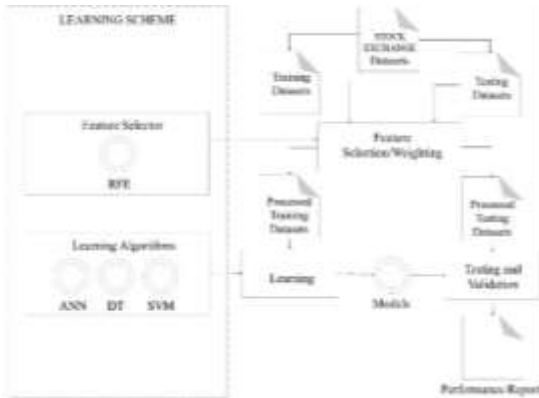 LEARNING SCHEME
STOCK
EXCHANGE
Datasets
Training
Datasets
Testing
Datasets
Feature Selector
RFE
Feature
Selection/Weighting
Processed
Training
Datasets
Processed
Testing
Datasets
Learning Algorithms
ANN DT SVM
Learning
Models
Testing and
Validation
Performance Report